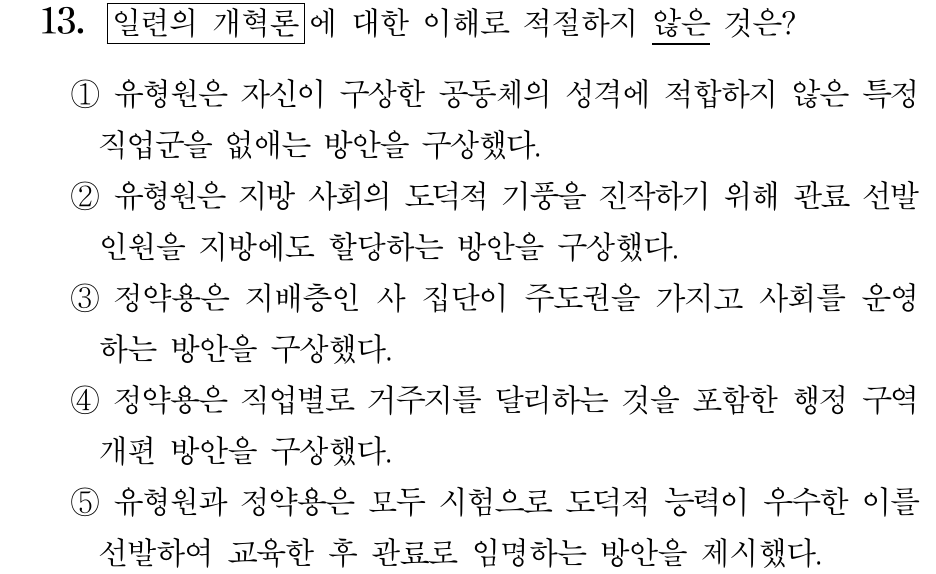 13. 일련의 개혁론에 대한 이해로 적절하지 않은 것은?
① 유형원은 자신이 구상한 공동체의 성격에 적합하지 않은 특정
직업군을 없애는 방안을 구상했다.
② 유형원은 지방 사회의 도덕적 기풍을 진작하기 위해 관료 선발
인원을 지방에도 할당하는 방안을 구상했다.
③ 정약용은 지배층인 사 집단이 주도권을 가지고 사회를 운영
하는 방안을 구상했다.
④ 정약용은 직업별로 거주지를 달리하는 것을 포함한 행정 구역
개편 방안을 구상했다.
⑤ 유형원과 정약용은 모두 시험으로 도덕적 능력이 우수한 이를
선발하여 교육한 후 관료로 임명하는 방안을 제시했다.